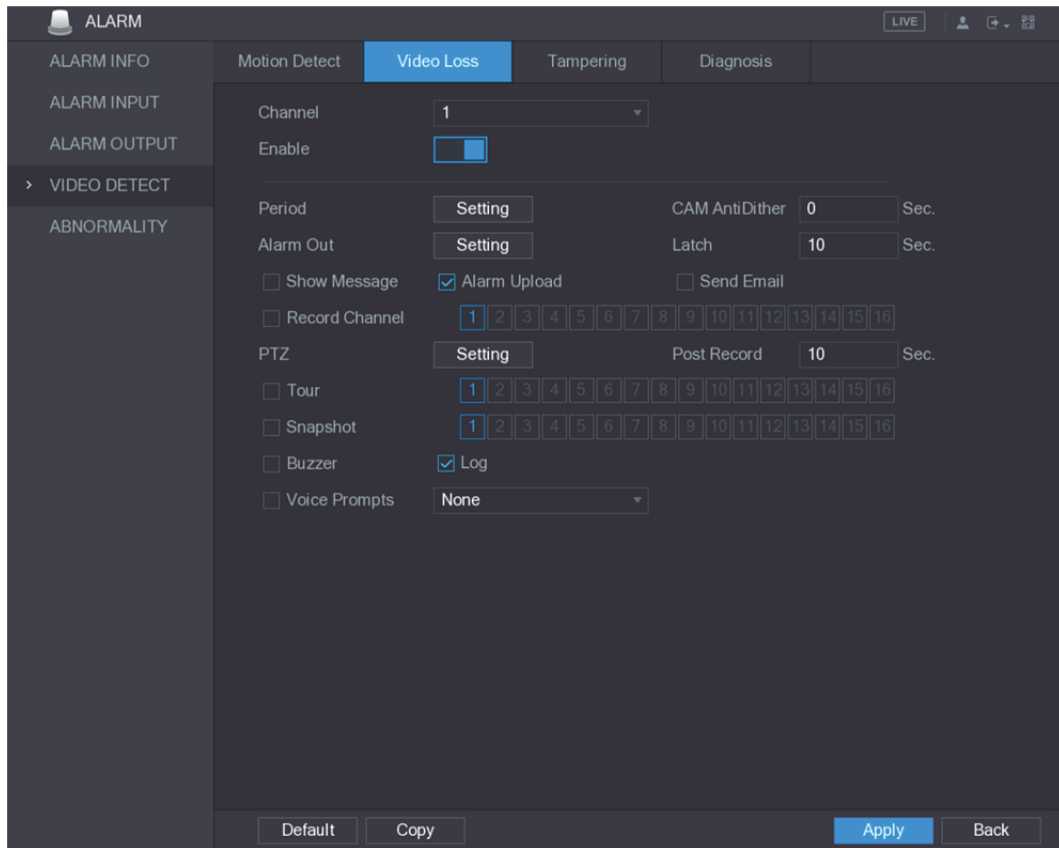 ALARM LIVE
ALARM INFO
ALARM INPUT
ALARM OUTPUT
> VIDEO DETECT
ABNORMALITY
Motion Detect Video Loss Tampering Diagnosis
Channel 1
Enable
Period Setting CAM AntiDither 0 Sec.
Alarm Out Setting Latch 10 Sec.
Show Message Alarm Upload Send Email
Record Channel 1 2 3 4 5 6 7 8 9 10 11 12 13 14 15 16
PTZ Setting Post Record 10 Sec.
Tour 1 2 3 4 5 6 7 8 9 10 11 12 13 14 15 16
Snapshot 1 2 3 4 5 6 7 8 9 10 11 12 13 14 15 16
Buzzer Log
Voice Prompts None
Default Copy Apply Back